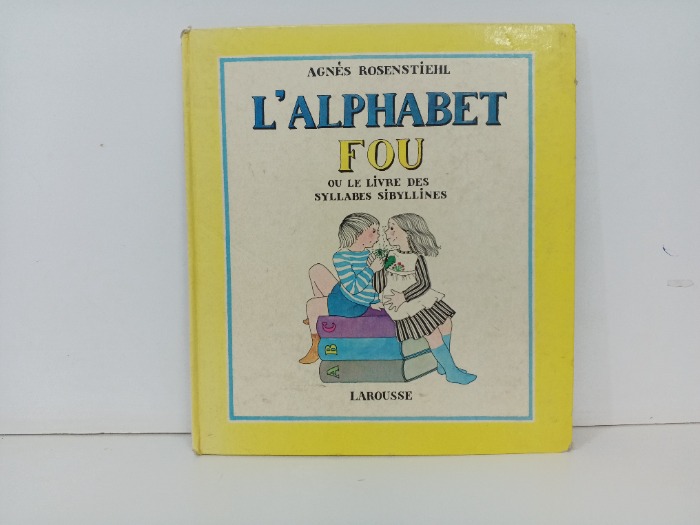 AGNÈS ROSENSTIEHL
L'ALPHABET
FOU
OU LE LIVRE DES
SYLLABES SIBYLLINES
C
B
A
LAROUSSE